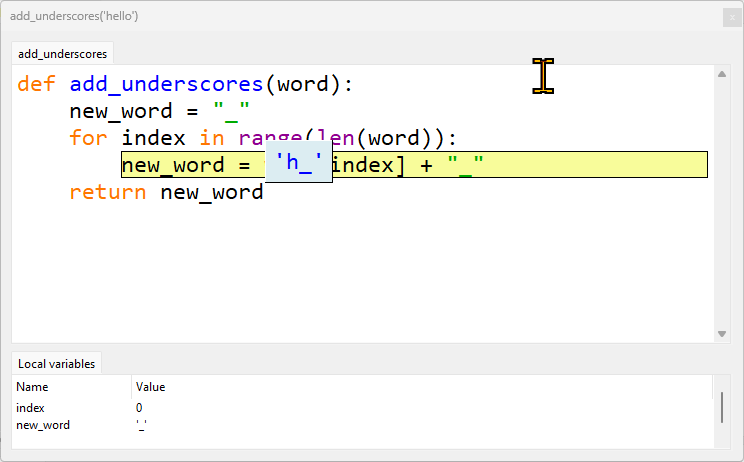 add_underscores('hello')
x
add_underscores
def add_underscores(word):
new_word = "_"
for index in range(len(word)):
new_word = 'h_' index] + "_"
return new_word
Local variables
Name Value
index 0
new_word '_'